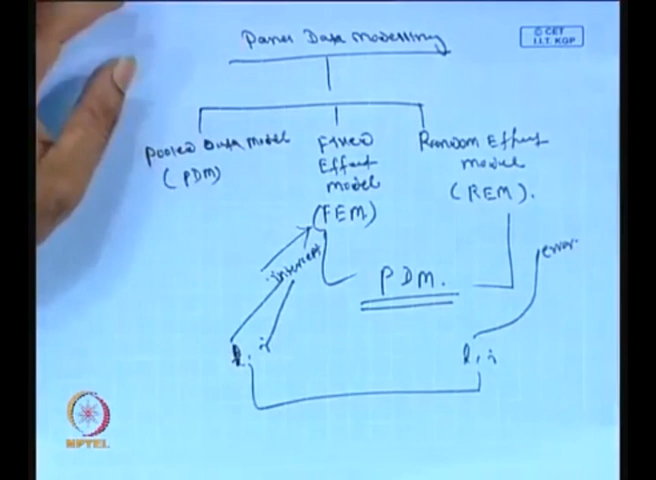 Panel Data Modelling
© CET
I.I.T. KGP
Pooled Data Model
(PDM)
Fixed
Effect
model
(FEM)
Random Effect
model
(REM).
intercept
PDM.
error
NPTEL